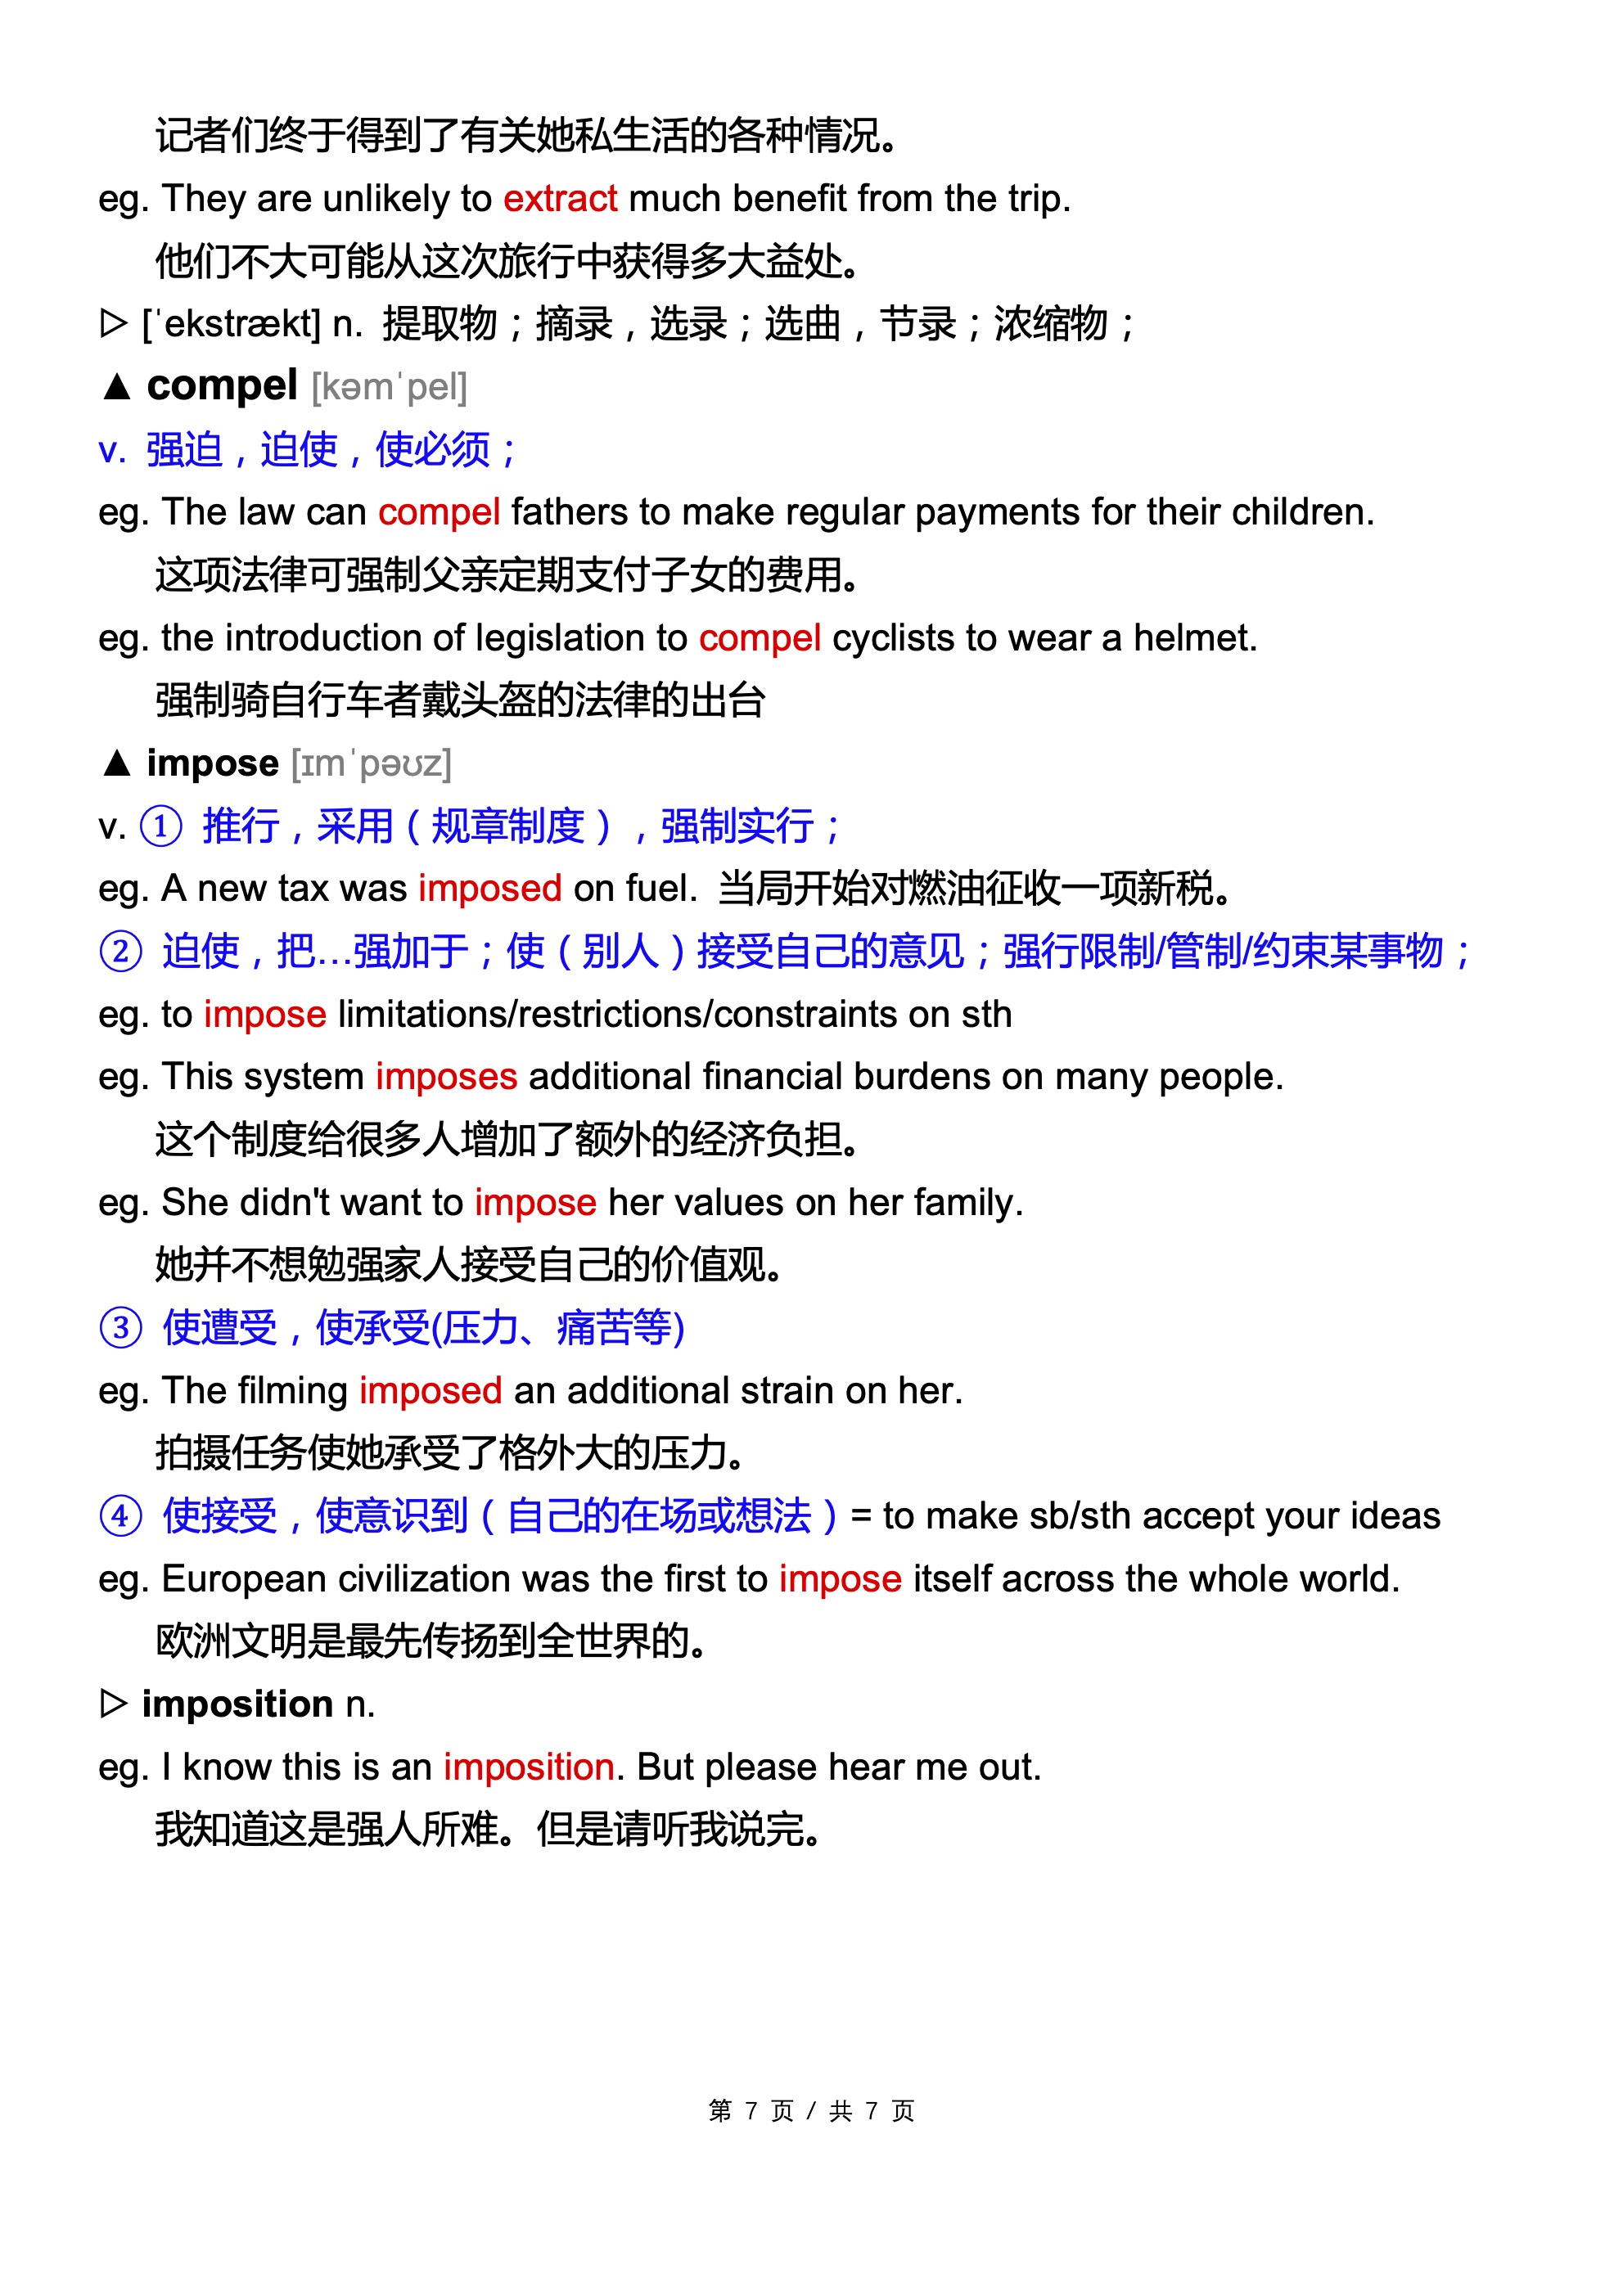 记者们终于得到了有关她私生活的各种情况。
eg. They are unlikely to extract much benefit from the trip.
他们不大可能从这次旅行中获得多大益处。
▷ [ˈekstrækt] n. 提取物；摘录，选录；选曲，节录；浓缩物；
▲ compel [kəmˈpel]
v. 强迫，迫使，使必须；
eg. The law can compel fathers to make regular payments for their children.
这项法律可强制父亲定期支付子女的费用。
eg. the introduction of legislation to compel cyclists to wear a helmet.
强制骑自行车者戴头盔的法律的出台
▲ impose [ɪmˈpəʊz]
v. ① 推行，采用（规章制度），强制实行；
eg. A new tax was imposed on fuel. 当局开始对燃油征收一项新税。
② 迫使，把…强加于；使（别人）接受自己的意见；强行限制/管制/约束某事物；
eg. to impose limitations/restrictions/constraints on sth
eg. This system imposes additional financial burdens on many people.
这个制度给很多人增加了额外的经济负担。
eg. She didn't want to impose her values on her family.
她并不想勉强家人接受自己的价值观。
③ 使遭受，使承受(压力、痛苦等)
eg. The filming imposed an additional strain on her.
拍摄任务使她承受了格外大的压力。
④ 使接受，使意识到（自己的在场或想法）= to make sb/sth accept your ideas
eg. European civilization was the first to impose itself across the whole world.
欧洲文明是最先传扬到全世界的。
▷ imposition n.
eg. I know this is an imposition. But please hear me out.
我知道这是强人所难。但是请听我说完。
第 7 页 / 共 7 页